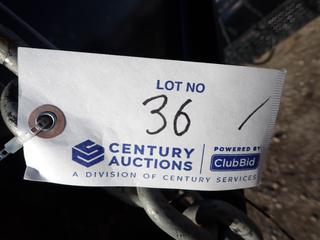 LOT NO
36 /
CENTURY AUCTIONS
POWERED BY
ClubBid
A DIVISION OF CENTURY SERVICES